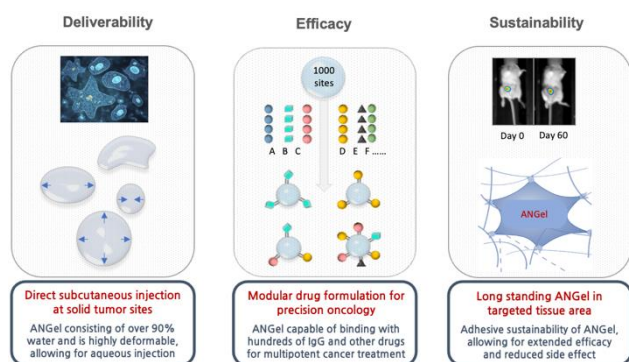 Deliverability
Efficacy
Sustainability
1000
sites
A B C
D E F ......
Day 0
Day 60
ANGel
Direct subcutaneous injection
at solid tumor sites
ANGel consisting of over 90%
water and is highly deformable,
allowing for aqueous injection
Modular drug formulation for
precision oncology
ANGel capable of binding with
hundreds of IgG and other drugs
for multipotent cancer treatment
Long standing ANGel in
targeted tissue area
Adhesive sustainability of ANGel,
allowing for extended efficacy
and reduced side effect